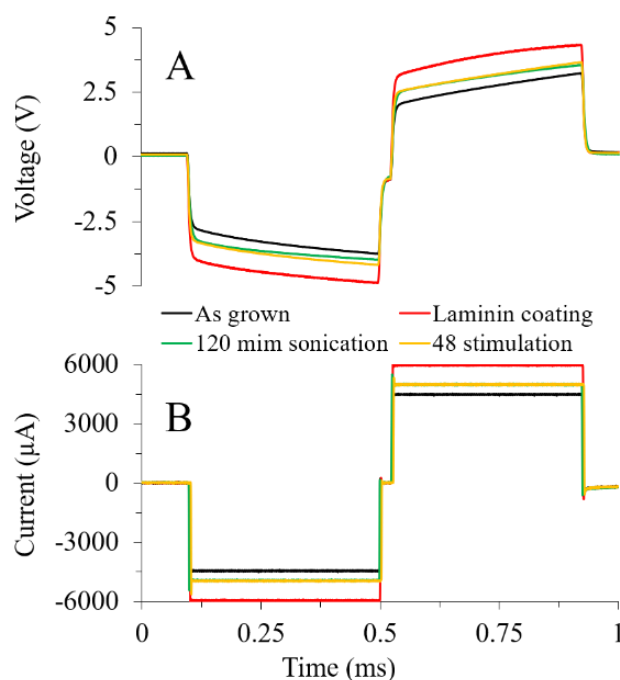 A
5
2.5
0
-2.5
-5
Voltage (V)
As grown
Laminin coating
120 mim sonication
48 stimulation
B
6000
3000
0
-3000
-6000
Current (µA)
0
0.25
0.5
0.75
1
Time (ms)